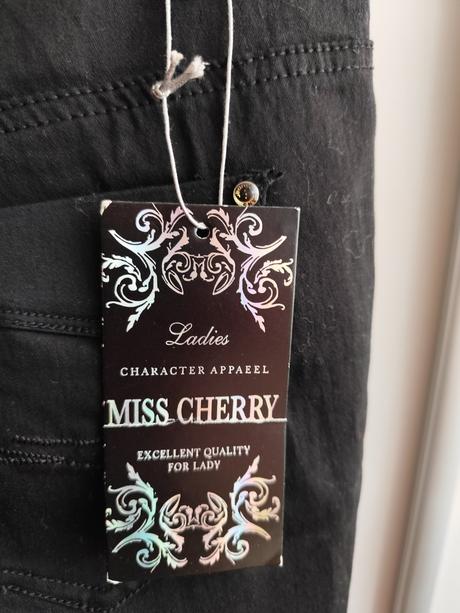 Ladies
CHARACTER APPAEEL
MISS CHERRY
EXCELLENT QUALITY
FOR LADY